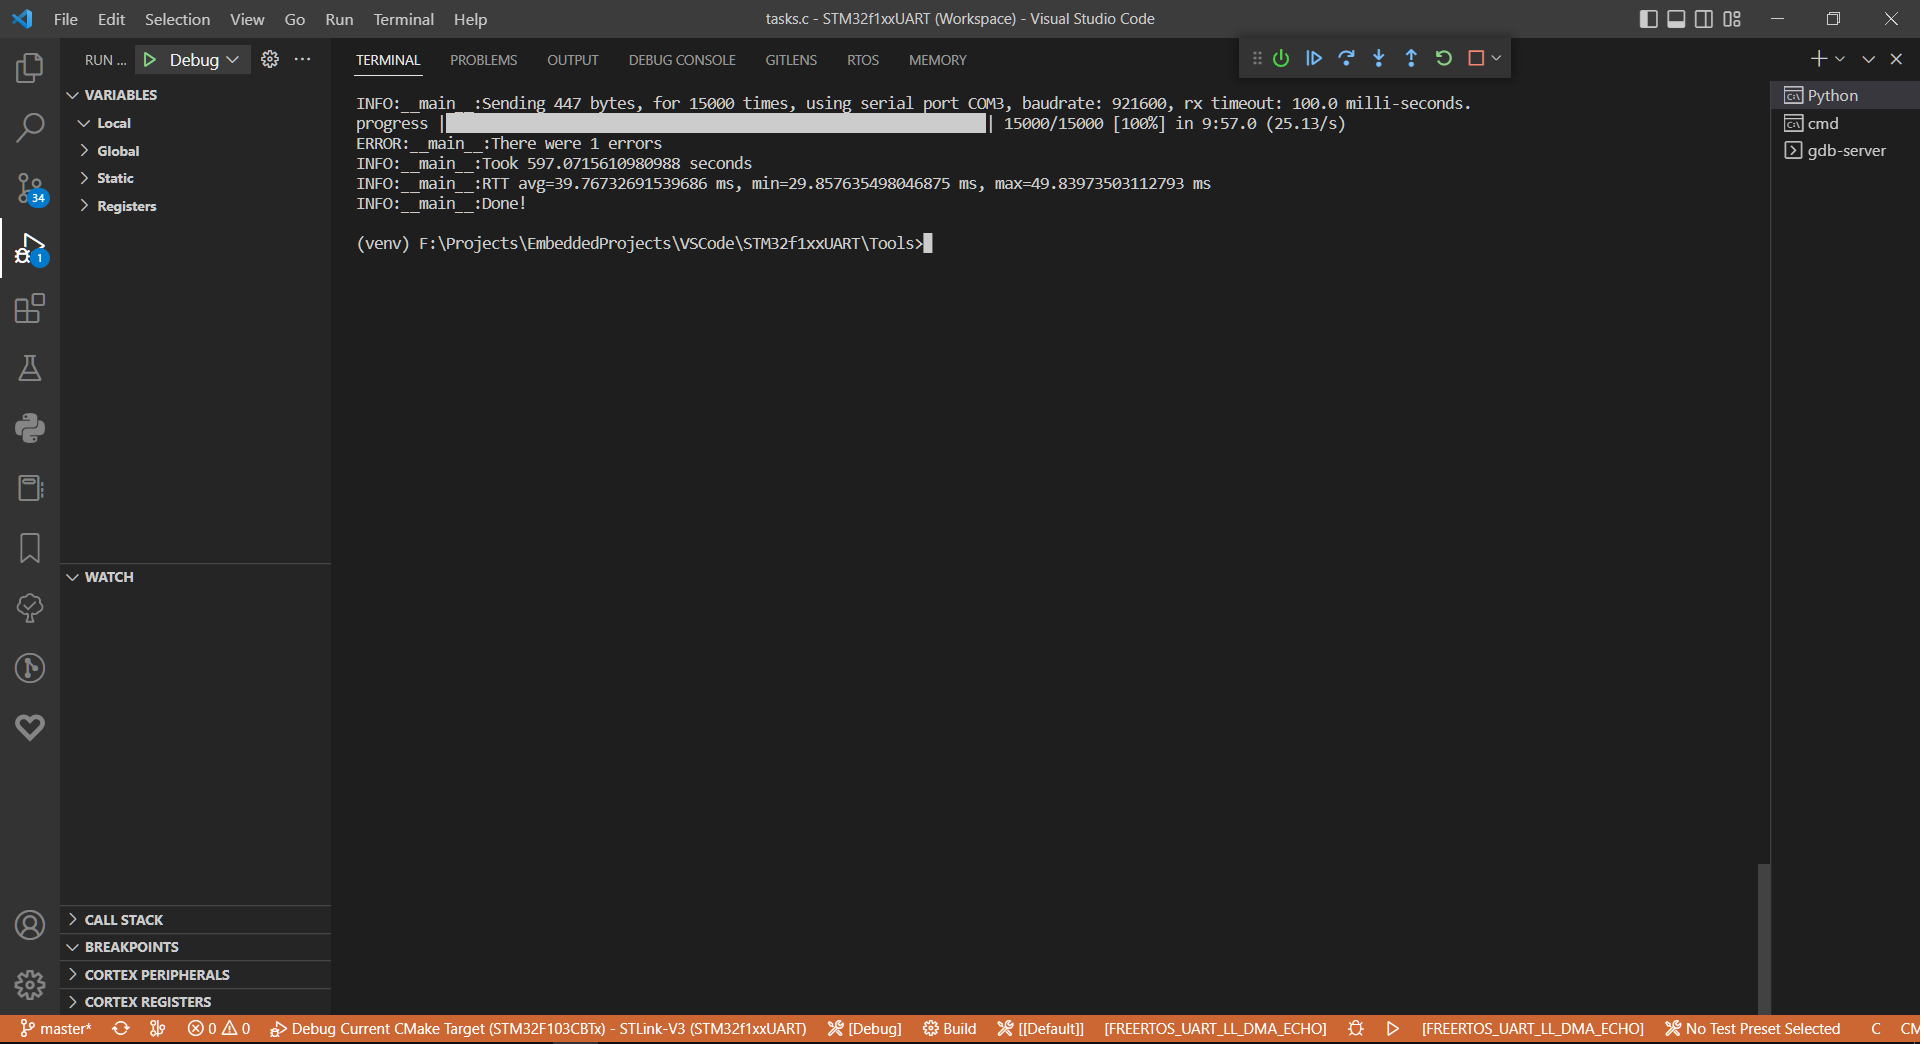 File Edit Selection View Go Run Terminal Help
tasks.c - STM32f1xxUART (Workspace) - Visual Studio Code
RUN ... Debug
TERMINAL PROBLEMS OUTPUT DEBUG CONSOLE GITLENS RTOS MEMORY
VARIABLES
Local
Global
Static
Registers
34
1
INFO:__main__:Sending 447 bytes, for 15000 times, using serial port COM3, baudrate: 921600, rx timeout: 100.0 milli-seconds.
progress |                                        | 15000/15000 [100%] in 9:57.0 (25.13/s)
ERROR:__main__:There were 1 errors
INFO:__main__:Took 597.0715610980988 seconds
INFO:__main__:RTT avg=39.76732691539686 ms, min=29.857635498046875 ms, max=49.83973503112793 ms
INFO:__main__:Done!
(venv) F:\Projects\EmbeddedProjects\VSCode\STM32f1xxUART\Tools>
Python
cmd
gdb-server
WATCH
CALL STACK
BREAKPOINTS
CORTEX PERIPHERALS
CORTEX REGISTERS
master* 0 0 Debug Current CMake Target (STM32F103CBTx) - STLink-V3 (STM32f1xxUART) [Debug] Build [[Default]] [FREERTOS_UART_LL_DMA_ECHO] [FREERTOS_UART_LL_DMA_ECHO] No Test Preset Selected C CM